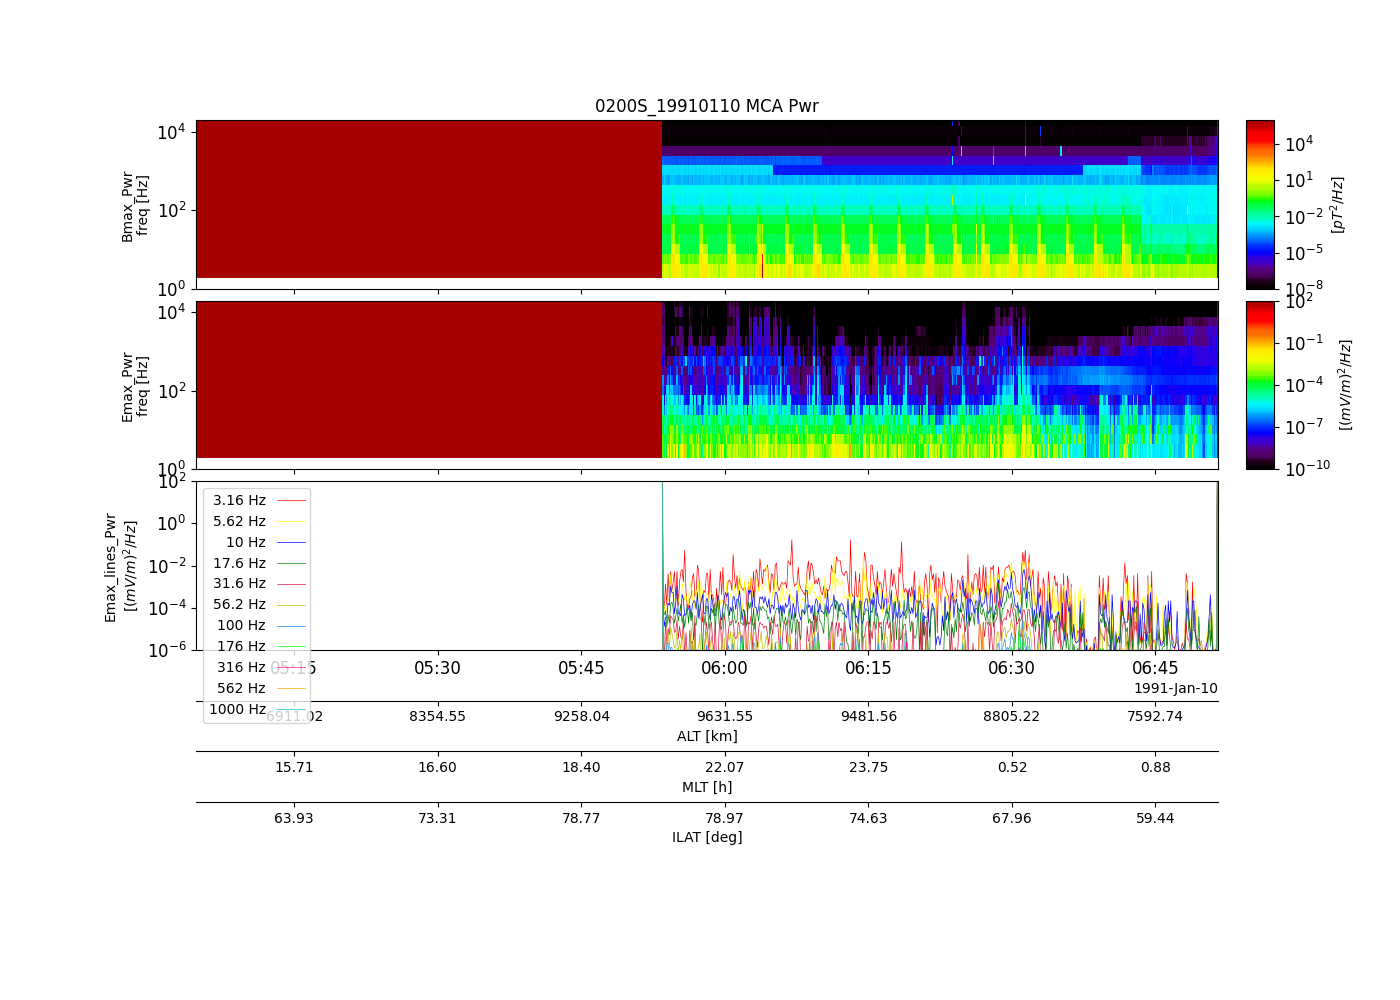 0200S_19910110 MCA Pwr
10^4
10^2
10^0
Bmax_Pwr
freq [Hz]
10^4
10^1
10^-2
10^-5
10^-8
[pT^2/Hz]
10^4
10^2
10^0
Emax_Pwr
freq [Hz]
10^2
10^-1
10^-4
10^-7
10^-10
[(mV/m)^2/Hz]
10^2
10^0
10^-2
10^-4
10^-6
Emax_lines_Pwr
[(mV/m)^2/Hz]
3.16 Hz
5.62 Hz
10 Hz
17.6 Hz
31.6 Hz
56.2 Hz
100 Hz
176 Hz
316 Hz
562 Hz
1000 Hz
05:15 05:30 05:45 06:00 06:15 06:30 06:45
1991-Jan-10
6911.02 8354.55 9258.04 9631.55 9481.56 8805.22 7592.74
ALT [km]
15.71 16.60 18.40 22.07 23.75 0.52 0.88
MLT [h]
63.93 73.31 78.77 78.97 74.63 67.96 59.44
ILAT [deg]